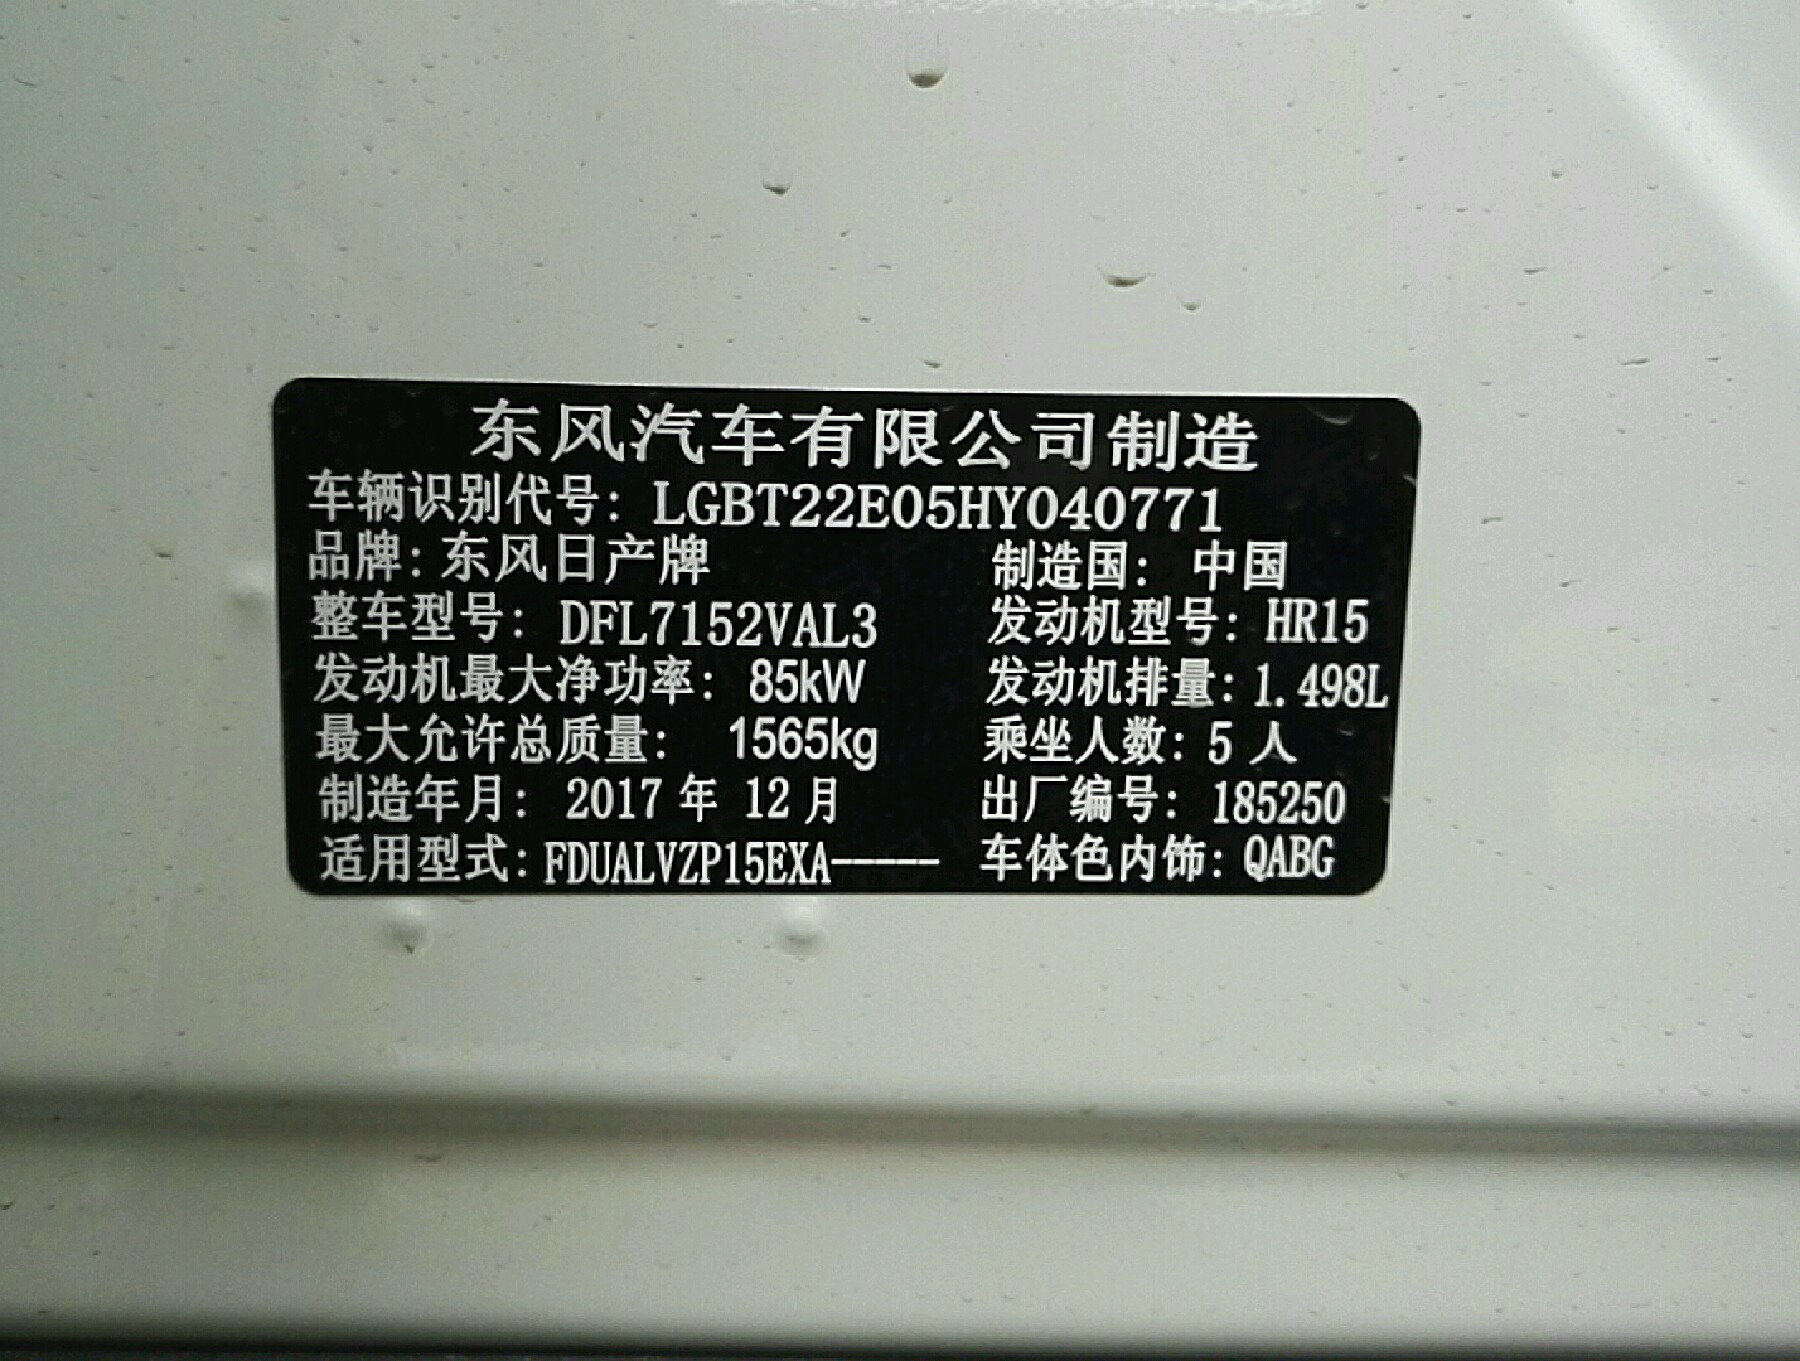 东风汽车有限公司制造
车辆识别代号：LGBT22E05HY040771
品牌：东风日产牌 制造国：中国
整车型号：DFL7152VAL3 发动机型号：HR15
发动机最大净功率：85kW 发动机排量：1.498L
最大允许总质量：1565kg 乘坐人数：5 人
制造年月：2017 年 12 月 出厂编号：185250
适用型式：FDUALVZP15EXA----- 车体色内饰：QABG